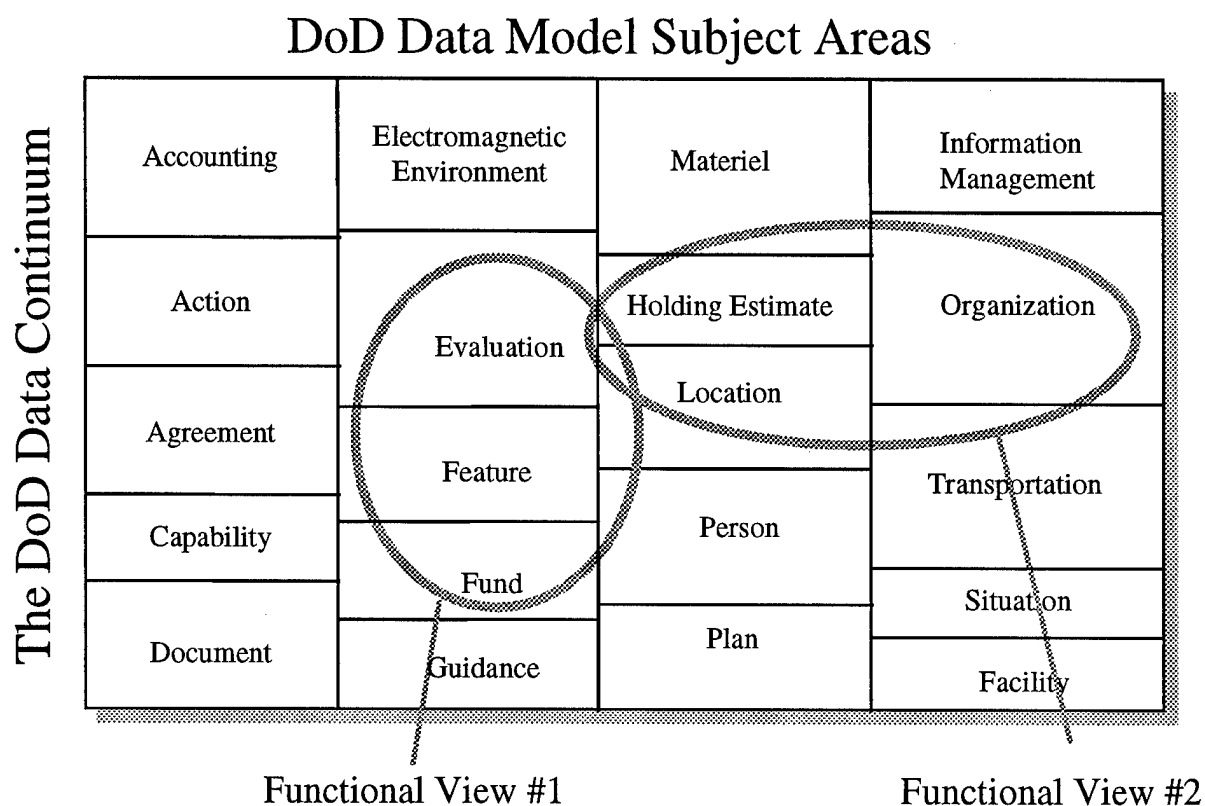 DoD Data Model Subject Areas
The DoD Data Continuum
Accounting
Action
Agreement
Capability
Document
Electromagnetic
Environment
Evaluation
Feature
Fund
Guidance
Materiel
Holding Estimate
Location
Person
Plan
Information
Management
Organization
Transportation
Situation
Facility
Functional View #1
Functional View #2